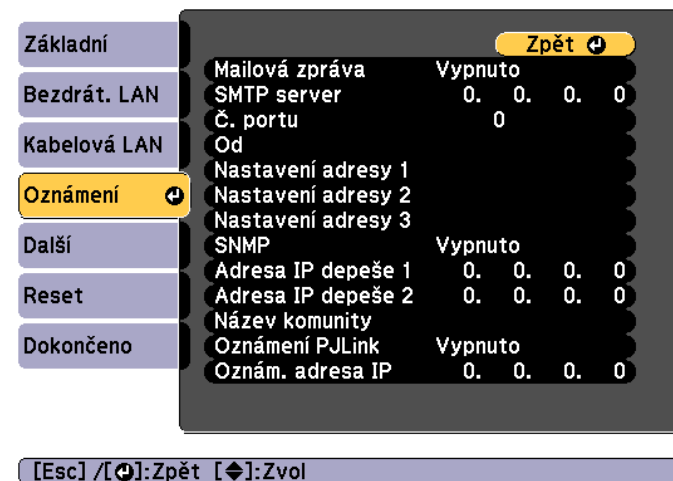 Základní
Bezdrát. LAN
Kabelová LAN
Oznámení
Další
Reset
Dokončeno
Zpět
Mailová zpráva Vypnuto
SMTP server 0. 0. 0. 0
Č. portu 0
Od
Nastavení adresy 1
Nastavení adresy 2
Nastavení adresy 3
SNMP Vypnuto
Adresa IP depeše 1 0. 0. 0. 0
Adresa IP depeše 2 0. 0. 0. 0
Název komunity
Oznámení PJLink Vypnuto
Oznám. adresa IP 0. 0. 0. 0
[Esc] /[⏎]:Zpět [◆]:Zvol